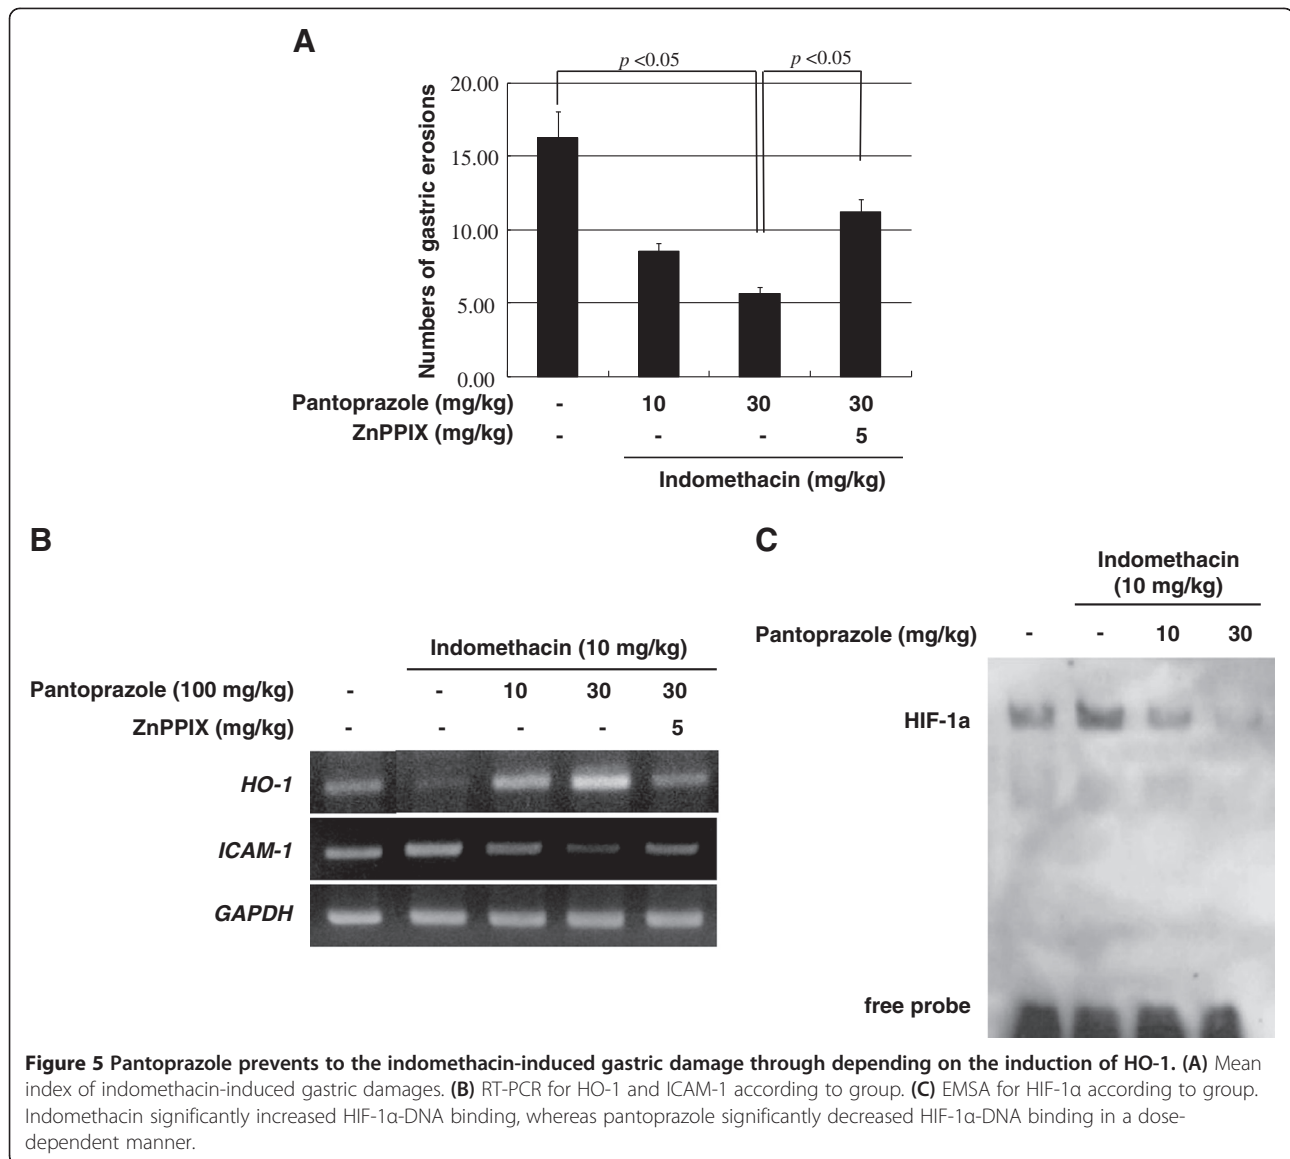 A
p <0.05
p <0.05
Numbers of gastric erosions
20.00
15.00
10.00
5.00
0.00
Pantoprazole (mg/kg) - 10 30 30
ZnPPIX (mg/kg) - - - 5
Indomethacin (mg/kg)
B
Indomethacin (10 mg/kg)
Pantoprazole (100 mg/kg) - - 10 30 30
ZnPPIX (mg/kg) - - - - 5
HO-1
ICAM-1
GAPDH
C
Indomethacin
(10 mg/kg)
Pantoprazole (mg/kg) - - 10 30
HIF-1a
free probe
Figure 5 Pantoprazole prevents to the indomethacin-induced gastric damage through depending on the induction of HO-1. (A) Mean
index of indomethacin-induced gastric damages. (B) RT-PCR for HO-1 and ICAM-1 according to group. (C) EMSA for HIF-1α according to group.
Indomethacin significantly increased HIF-1α-DNA binding, whereas pantoprazole significantly decreased HIF-1α-DNA binding in a dose-
dependent manner.